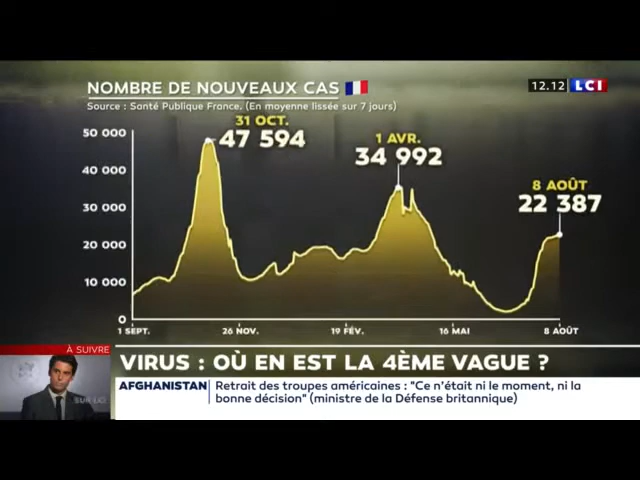 NOMBRE DE NOUVEAUX CAS
Source : Santé Publique France. (En moyenne lissée sur 7 jours)
12.12 LCI
31 OCT.
47 594
1 AVR.
34 992
8 AOÛT
22 387
50 000
40 000
30 000
20 000
10 000
0
1 SEPT.
26 NOV.
19 FÉV.
16 MAI
8 AOÛT
À SUIVRE
SUR LCI
VIRUS : OÙ EN EST LA 4ÈME VAGUE ?
AFGHANISTAN
Retrait des troupes américaines : "Ce n'était ni le moment, ni la
bonne décision" (ministre de la Défense britannique)